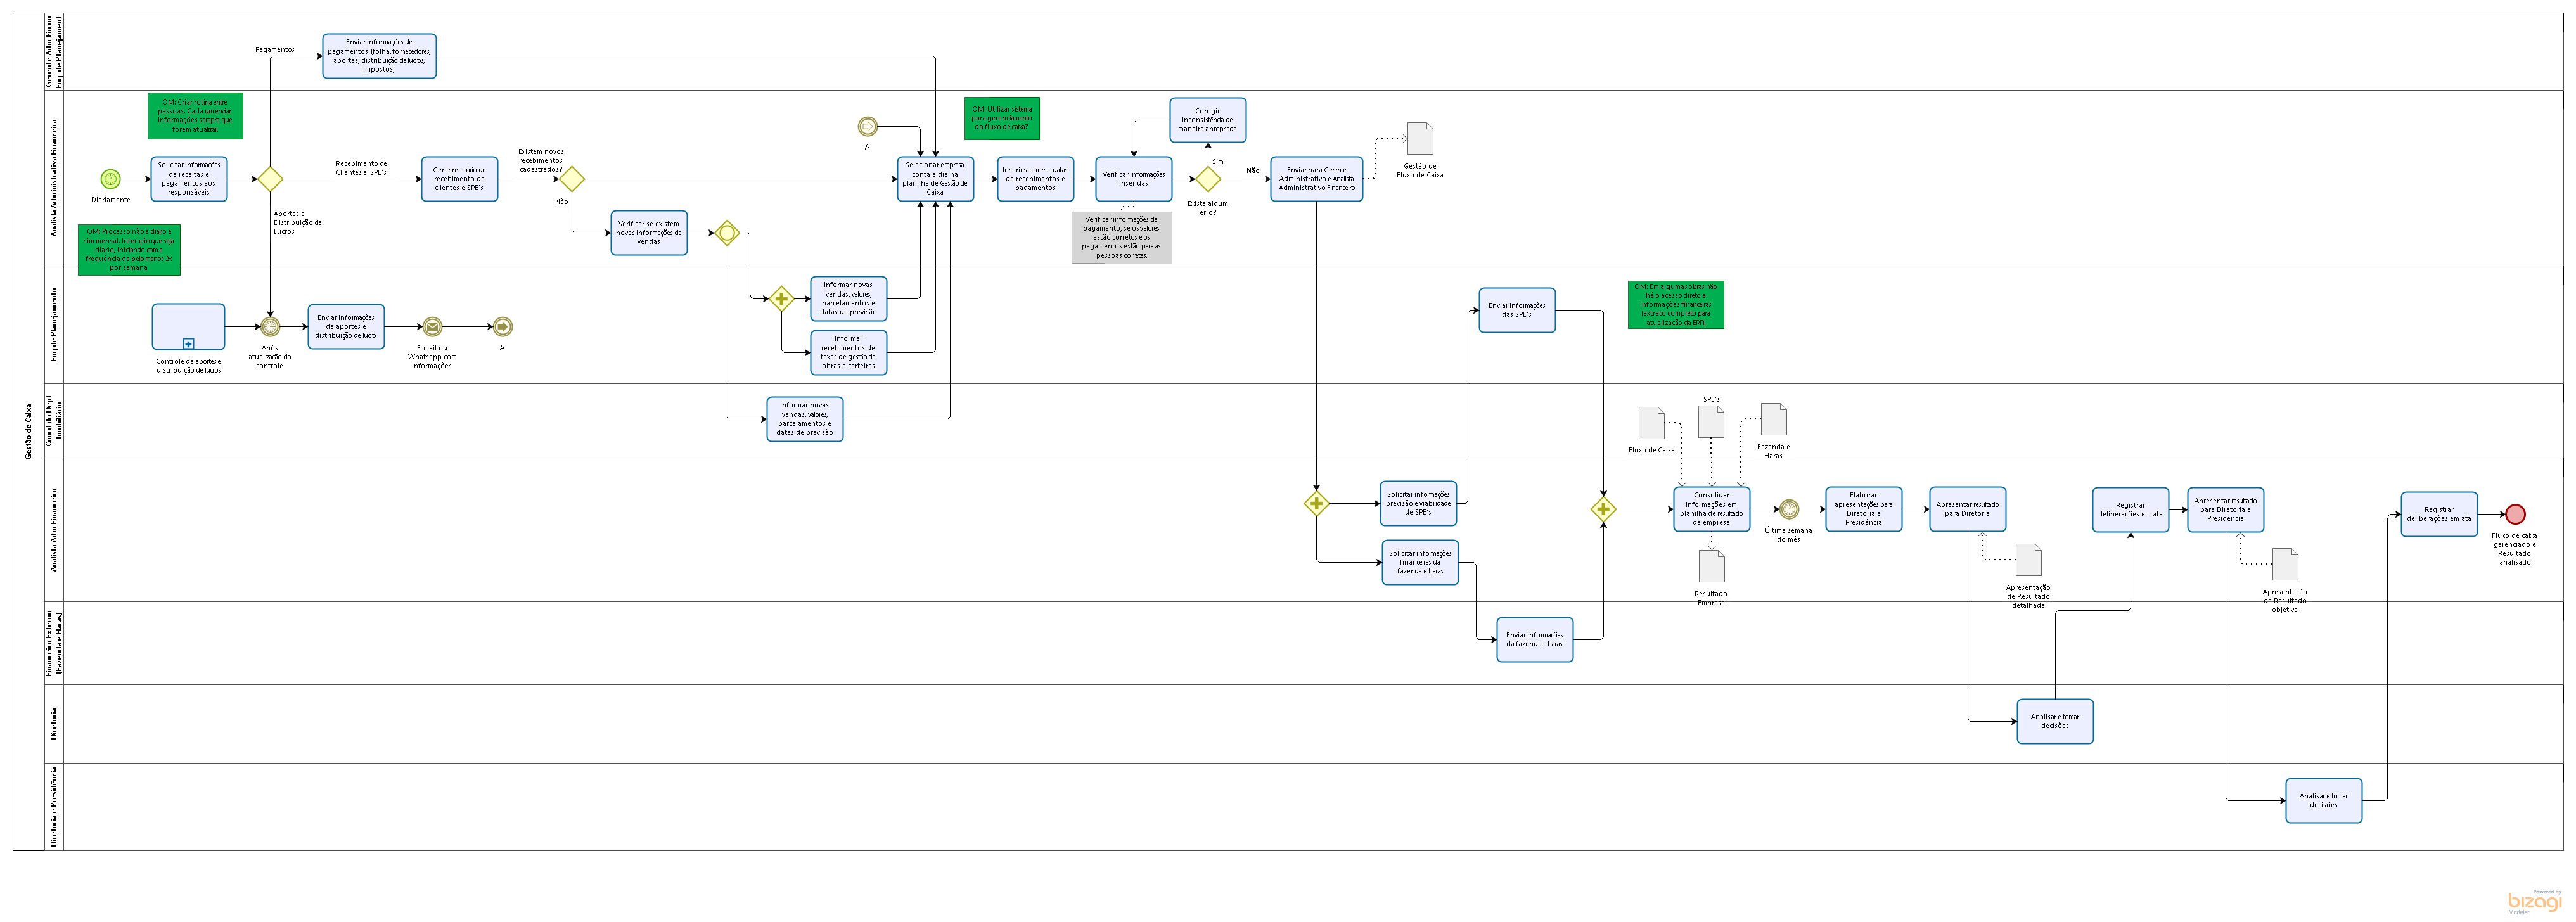 Gestão de Caixa
Gerente Adm Fin ou
Eng de Planejament
Pagamentos
Enviar informações de
pagamentos (folha, fornecedores,
aportes, distribuição de lucros,
impostos)
Analista Administrativa Financeira
OM: Criar rotina entre
pessoas. Cada um enviar
informações sempre que
forem atualizar.
Diariamente
Solicitar informações
de receitas e
pagamentos aos
responsáveis
Recebimento de
Clientes e SPE's
Aportes e
Distribuição de
Lucros
OM: Processo não é diário e
sim mensal. Intenção que seja
diário, iniciando com a
frequência de pelo menos 2x
por semana
Gerar relatório de
recebimento de
clientes e SPE's
Existem novos
recebimentos
cadastrados?
Não
Verificar se existem
novas informações de
vendas
A
Selecionar empresa,
conta e dia na
planilha de Gestão de
Caixa
OM: Utilizar sistema
para gerenciamento
do fluxo de caixa?
Inserir valores e datas
de recebimentos e
pagamentos
Verificar informações
inseridas
Verificar informações de
pagamento, se os valores
estão corretos e os
pagamentos estão para as
pessoas corretas.
Corrigir
inconsistência de
maneira apropriada
Sim
Existe algum
erro?
Não
Enviar para Gerente
Administrativo e Analista
Administrativo Financeiro
Gestão de
Fluxo de Caixa
Eng de Planejamento
Controle de aportes e
distribuição de lucros
Após
atualização do
controle
Enviar informações
de aportes e
distribuição de lucro
E-mail ou
Whatsapp com
informações
A
Informar novas
vendas, valores,
parcelamentos e
datas de previsão
Informar
recebimentos de
taxas de gestão de
obras e carteiras
Enviar informações
das SPE's
OM: Em algumas obras não
há o acesso direto a
informações financeiras
(extrato completo para
atualização da ERP).
Coord do Dept
Imobiliário
Informar novas
vendas, valores,
parcelamentos e
datas de previsão
Fluxo de Caixa
SPE's
Fazenda e
Haras
Analista Adm Financeiro
Solicitar informações
previsão e viabilidade
de SPE's
Solicitar informações
financeiras da
fazenda e haras
Consolidar
informações em
planilha de resultado
da empresa
Resultado
Empresa
Última semana
do mês
Elaborar
apresentações para
Diretoria e
Presidência
Apresentar resultado
para Diretoria
Apresentação
de Resultado
detalhada
Registrar
deliberações em ata
Apresentar resultado
para Diretoria e
Presidência
Apresentação
de Resultado
objetiva
Registrar
deliberações em ata
Fluxo de caixa
gerenciado e
Resultado
analisado
Financeiro Externo
(Fazenda e Haras)
Enviar informações
da fazenda e haras
Diretoria
Analisar e tomar
decisões
Diretoria e Presidência
Analisar e tomar
decisões
Powered by
bizagi
Modeler